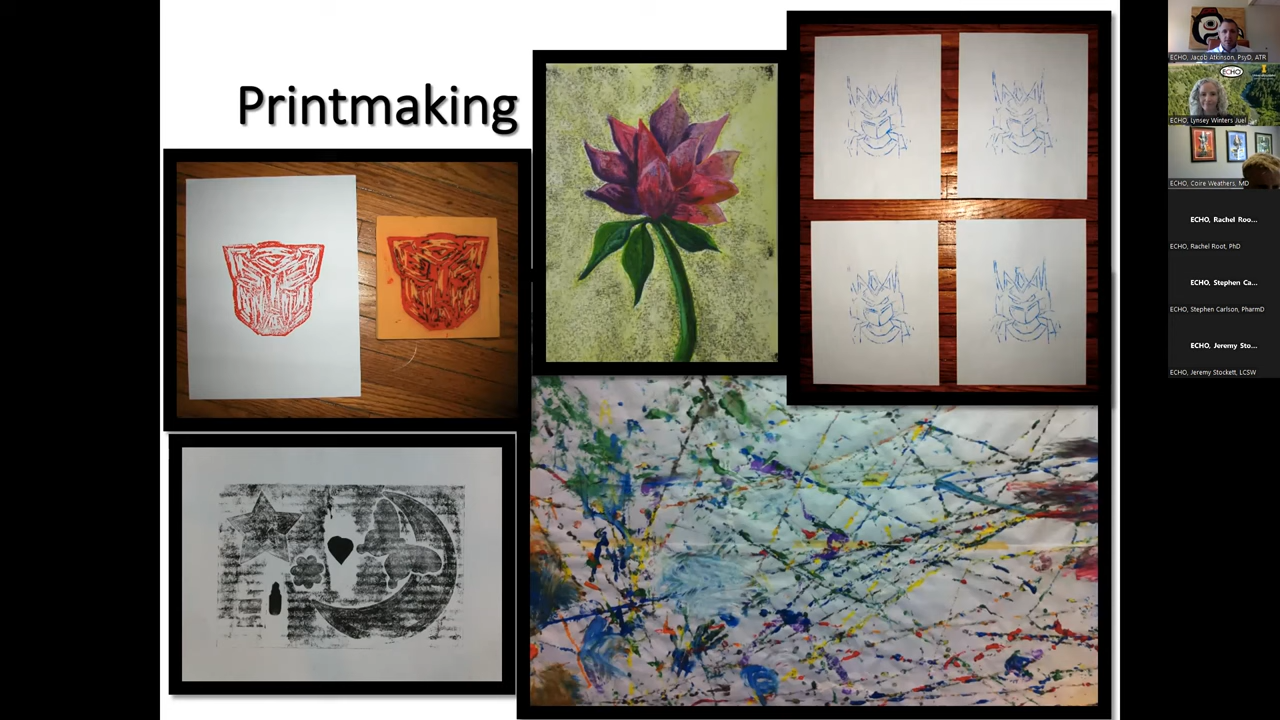 Printmaking
ECHO, Jacob Atkinson, PsyD, ATR
ECHO
ECHO, Lynsey Winters Juel
ECHO, Coire Weathers, MD
ECHO, Rachel Roo...
ECHO, Rachel Root, PhD
ECHO, Stephen Ca...
ECHO, Stephen Carlson, PharmD
ECHO, Jeremy Sto...
ECHO, Jeremy Stockett, LCSW